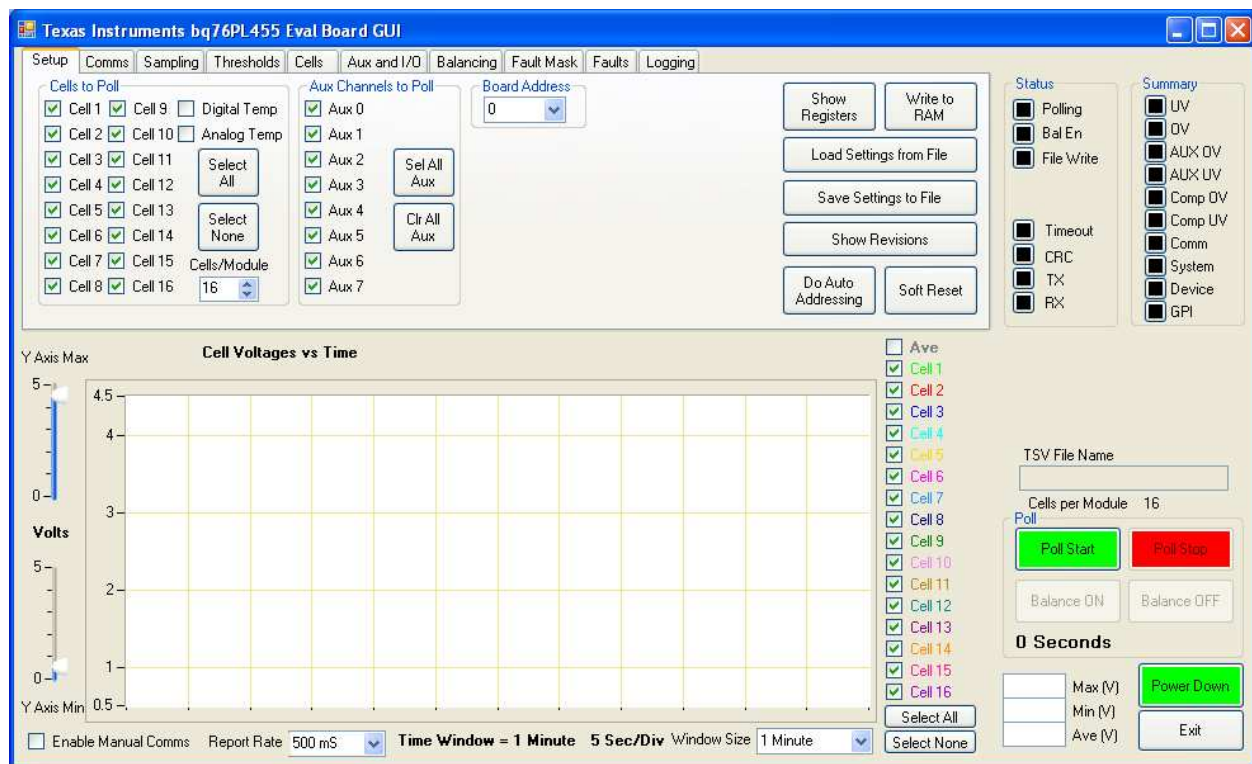 Texas Instruments bq76PL455 Eval Board GUI
Setup Comms Sampling Thresholds Cells Aux and I/O Balancing Fault Mask Faults Logging
Cells to Poll
Cell 1 Cell 9 Digital Temp
Cell 2 Cell 10 Analog Temp
Cell 3 Cell 11
Cell 4 Cell 12
Cell 5 Cell 13
Cell 6 Cell 14
Cell 7 Cell 15
Cell 8 Cell 16
Select
All
Select
None
Cells/Module
16
Aux Channels to Poll
Aux 0
Aux 1
Aux 2
Aux 3
Aux 4
Aux 5
Aux 6
Aux 7
Sel All
Aux
Clr All
Aux
Board Address
0
Show
Registers
Write to
RAM
Load Settings from File
Save Settings to File
Show Revisions
Do Auto
Addressing
Soft Reset
Status
Polling
Bal En
File Write
Timeout
CRC
TX
RX
Summary
UV
OV
AUX OV
AUX UV
Comp OV
Comp UV
Comm
System
Device
GPI
Y Axis Max
5
0
Volts
5
0
Y Axis Min
Cell Voltages vs Time
4.5
4
3
2
1
0.5
Ave
Cell 1
Cell 2
Cell 3
Cell 4
Cell 5
Cell 6
Cell 7
Cell 8
Cell 9
Cell 10
Cell 11
Cell 12
Cell 13
Cell 14
Cell 15
Cell 16
Select All
Select None
TSV File Name
Cells per Module 16
Poll
Poll Start
Poll Stop
Balance ON
Balance OFF
0 Seconds
Max (V)
Min (V)
Ave (V)
Power Down
Exit
Enable Manual Comms Report Rate 500 mS Time Window = 1 Minute 5 Sec/Div Window Size 1 Minute